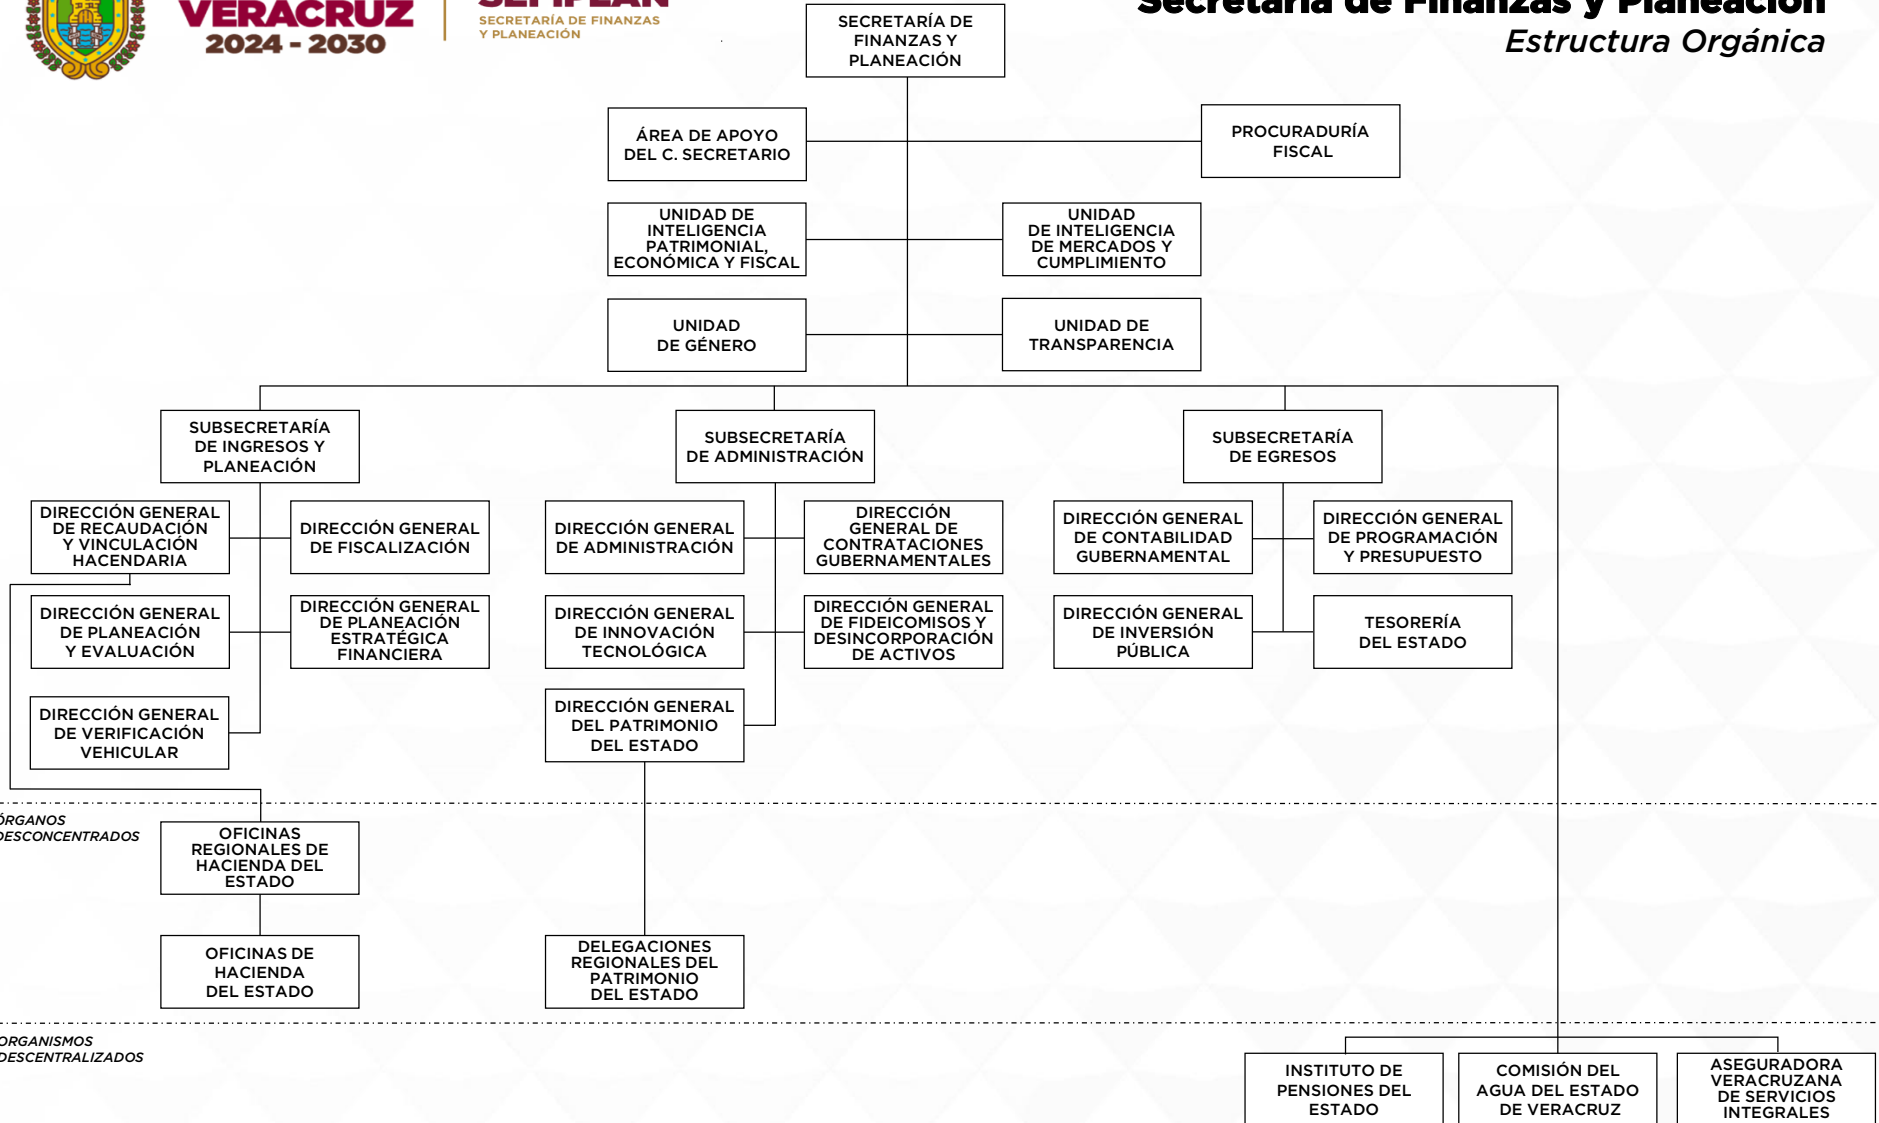 VERACRUZ
2024 - 2030
SEFIPLAN
SECRETARÍA DE FINANZAS
Y PLANEACIÓN
Secretaría de Finanzas y Planeación
Estructura Orgánica
SECRETARÍA DE
FINANZAS Y
PLANEACIÓN
ÁREA DE APOYO
DEL C. SECRETARIO
PROCURADURÍA
FISCAL
UNIDAD DE
INTELIGENCIA
PATRIMONIAL,
ECONÓMICA Y FISCAL
UNIDAD
DE INTELIGENCIA
DE MERCADOS Y
CUMPLIMIENTO
UNIDAD
DE GÉNERO
UNIDAD DE
TRANSPARENCIA
SUBSECRETARÍA
DE INGRESOS Y
PLANEACIÓN
SUBSECRETARÍA
DE ADMINISTRACIÓN
SUBSECRETARÍA
DE EGRESOS
DIRECCIÓN GENERAL
DE RECAUDACIÓN
Y VINCULACIÓN
HACENDARIA
DIRECCIÓN GENERAL
DE FISCALIZACIÓN
DIRECCIÓN GENERAL
DE ADMINISTRACIÓN
DIRECCIÓN
GENERAL DE
CONTRATACIONES
GUBERNAMENTALES
DIRECCIÓN GENERAL
DE CONTABILIDAD
GUBERNAMENTAL
DIRECCIÓN GENERAL
DE PROGRAMACIÓN
Y PRESUPUESTO
DIRECCIÓN GENERAL
DE PLANEACIÓN
Y EVALUACIÓN
DIRECCIÓN GENERAL
DE PLANEACIÓN
ESTRATÉGICA
FINANCIERA
DIRECCIÓN GENERAL
DE INNOVACIÓN
TECNOLÓGICA
DIRECCIÓN GENERAL
DE FIDEICOMISOS Y
DESINCORPORACIÓN
DE ACTIVOS
DIRECCIÓN GENERAL
DE INVERSIÓN
PÚBLICA
TESORERÍA
DEL ESTADO
DIRECCIÓN GENERAL
DE VERIFICACIÓN
VEHICULAR
DIRECCIÓN GENERAL
DEL PATRIMONIO
DEL ESTADO
ÓRGANOS
DESCONCENTRADOS
OFICINAS
REGIONALES DE
HACIENDA DEL
ESTADO
OFICINAS DE
HACIENDA
DEL ESTADO
DELEGACIONES
REGIONALES DEL
PATRIMONIO
DEL ESTADO
ORGANISMOS
DESCENTRALIZADOS
INSTITUTO DE
PENSIONES DEL
ESTADO
COMISIÓN DEL
AGUA DEL ESTADO
DE VERACRUZ
ASEGURADORA
VERACRUZANA
DE SERVICIOS
INTEGRALES